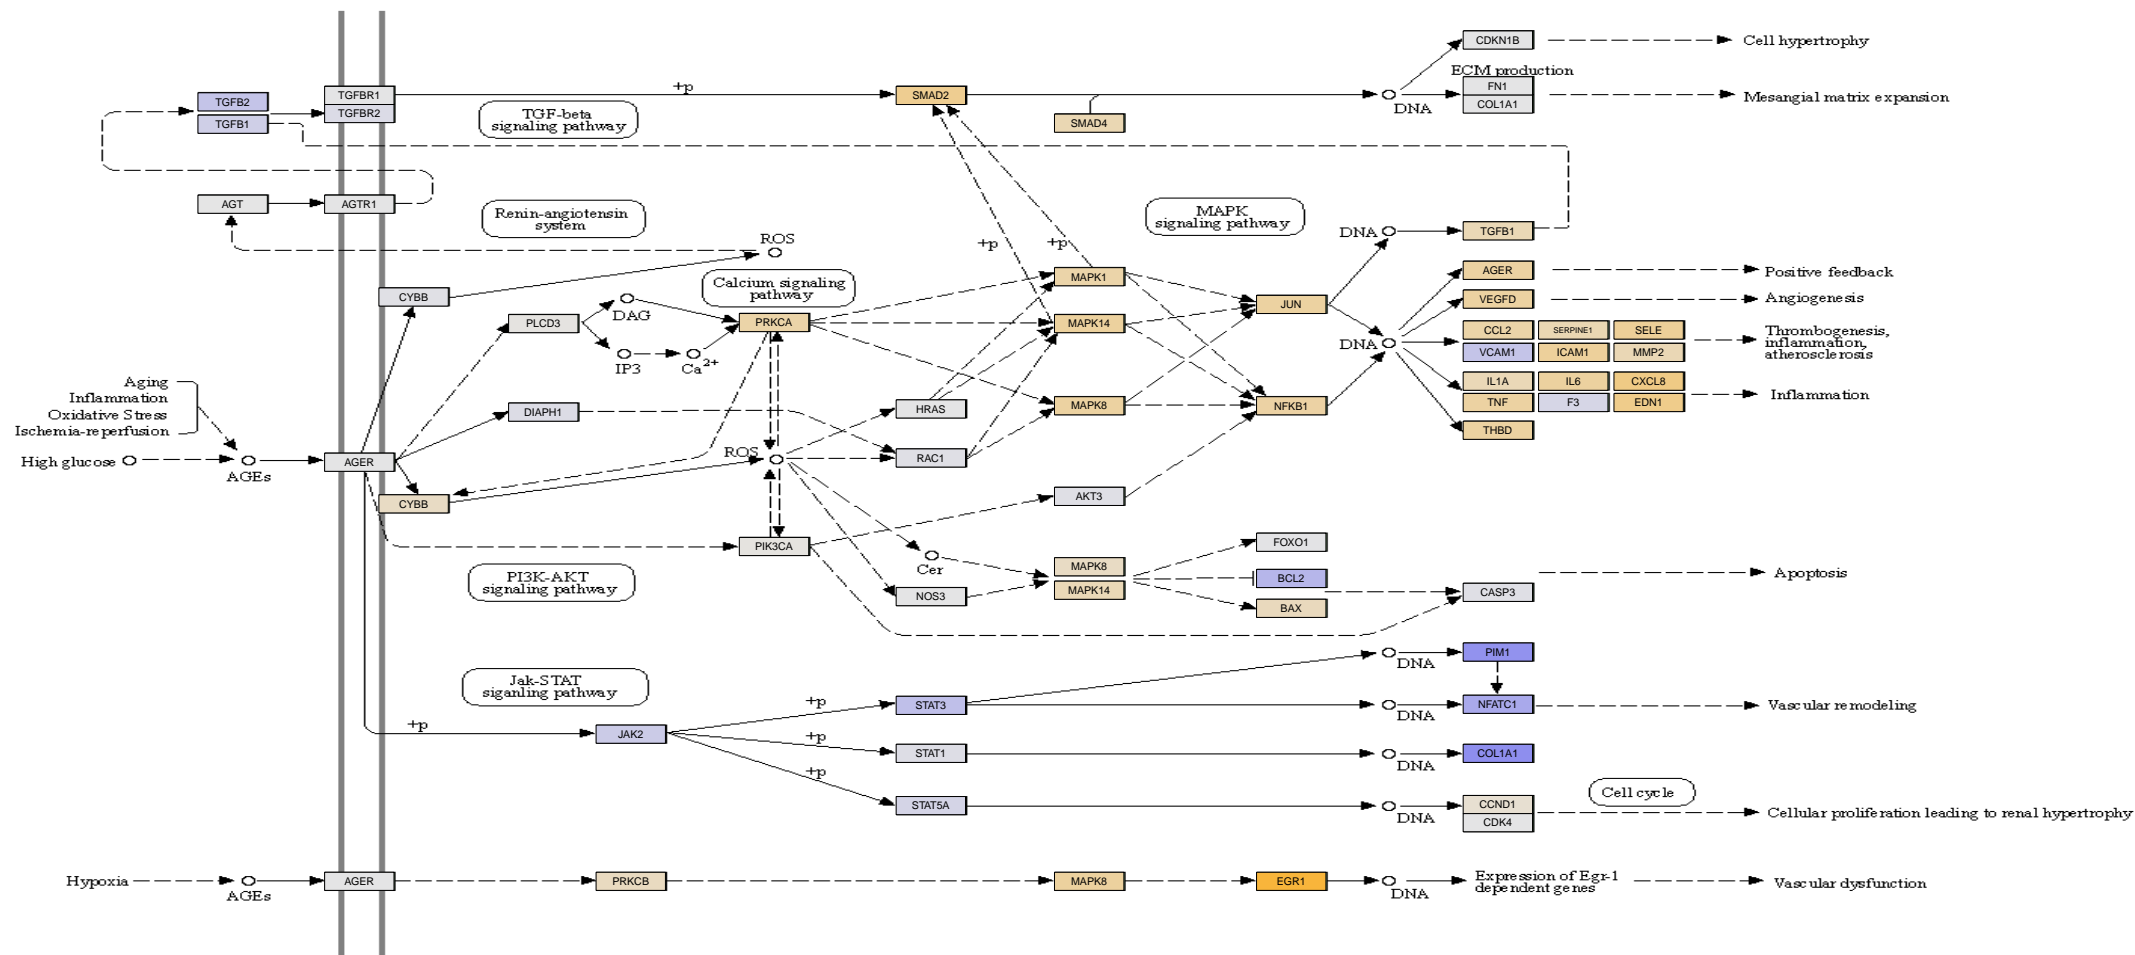 CDKN1B
Cell hypertrophy
ECM production
FN1
COL1A1
Mesangial matrix expansion
DNA
TGFB2
TGFB1
TGFBR1
TGFBR2
+p
TGF-beta
signaling pathway
SMAD2
SMAD4
AGT
AGTR1
Renin-angiotensin
system
MAPK
signaling pathway
+p
+p
ROS
DNA
TGFB1
CYBB
Calcium signaling
pathway
MAPK1
AGER
Positive feedback
VEGFD
Angiogenesis
JUN
PLCD3
DAG
PRKCA
MAPK14
IP3
Ca2+
DNA
CCL2
SERPINE1
SELE
VCAM1
ICAM1
MMP2
Thrombogenesis,
inflammation,
atherosclerosis
IL1A
IL6
CXCL8
TNF
F3
EDN1
Inflammation
THBD
Aging
Inflammation
Oxidative Stress
Ischemia-reperfusion
High glucose
AGEs
AGER
DIAPH1
HRAS
MAPK8
NFKB1
ROS
RAC1
CYBB
AKT3
PIK3CA
PI3K-AKT
signaling pathway
Cer
NOS3
MAPK8
MAPK14
FOXO1
BCL2
BAX
CASP3
Apoptosis
Jak-STAT
siganling pathway
+p
JAK2
+p
STAT3
+p
STAT1
+p
STAT5A
DNA
PIM1
DNA
NFATC1
Vascular remodeling
DNA
COL1A1
Cell cycle
DNA
CCND1
CDK4
Cellular proliferation leading to renal hypertrophy
Hypoxia
AGEs
AGER
PRKCB
MAPK8
EGR1
DNA
Expression of Egr-1
dependent genes
Vascular dysfunction